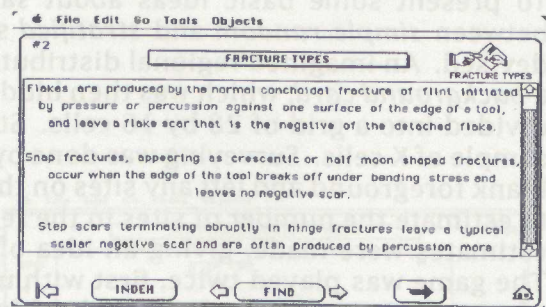 File Edit Go Tools Objects
#2
FRACTURE TYPES
FRACTURE TYPES
Flakes are produced by the normal conchoidal fracture of flint initiated
by pressure or percussion against one surface of the edge of a tool,
and leave a flake scar that is the negative of the detached flake.
Snap fractures, appearing as crescentic or half moon shaped fractures,
occur when the edge of the tool breaks off under bending stress and
leaves no negative scar.
Step scars terminating abruptly in hinge fractures leave a typical
scalar negative scar and are often produced by percussion more
INDEX
FIND